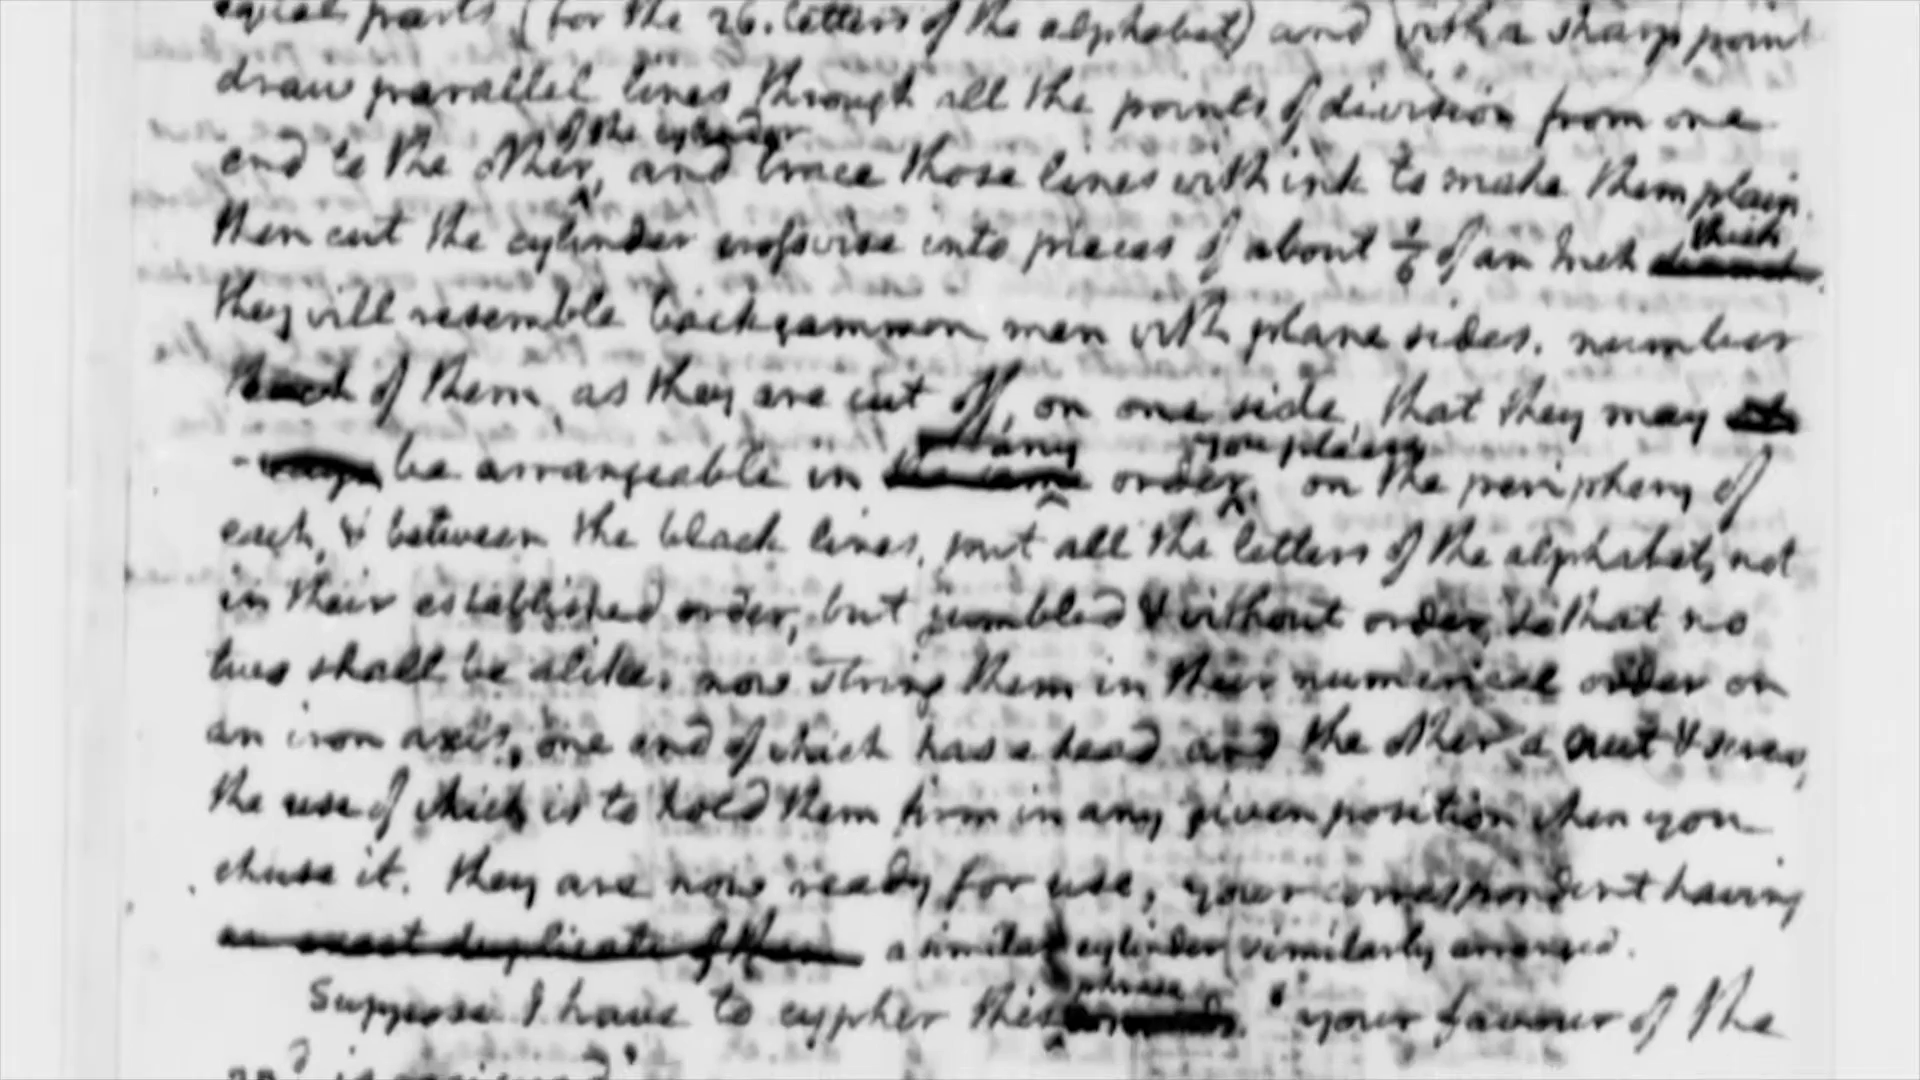 equal parts (for the 26. letters of the alphabet) and with a sharp point
draw parallel lines through all the points of division from one
of the cylinder
end to the other, and trace those lines with ink to make them plain.
then cut the cylinder crosswise into pieces of about 1/6 of an inch
thick
they will resemble backgammon men with plane sides. number
each of them, as they are cut off, on one side, that they may
any you please
be arrangeable in the same order, on the periphery of
each, & between the black lines, put all the letters of the alphabet, not
in their established order, but jumbled & without order, so that no
two shall be alike. now string them in their numerical order on
an iron axis, one end of which has a head and the other a nut & screw,
the use of which is to hold them firm in any given position when you
chuse it. they are now ready for use, your correspondent having
an exact duplicate of them a similar cylinder, similarly arranged.
phrase
Suppose I have to cypher this "your favour of the
22d is received"